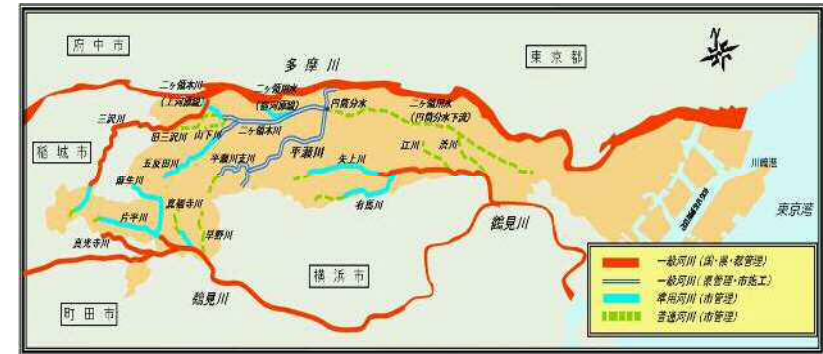 府中市
多摩川
東京都
二ヶ領本川
(上河原線)
二ヶ領用水
(宿河原線)
円筒分水
二ヶ領用水
(円筒分水下流)
三沢川
旧三沢川
山下川
二ヶ領本川
稲城市
五反田川
平瀬川支川
平瀬川
矢上川
江川
渋川
川崎港
麻生川
真福寺川
有馬川
東京湾
片平川
早野川
鶴見川
真光寺川
横浜市
町田市
鶴見川
一級河川(国・県・都管理)
一級河川(県管理・市施工)
準用河川(市管理)
普通河川(市管理)